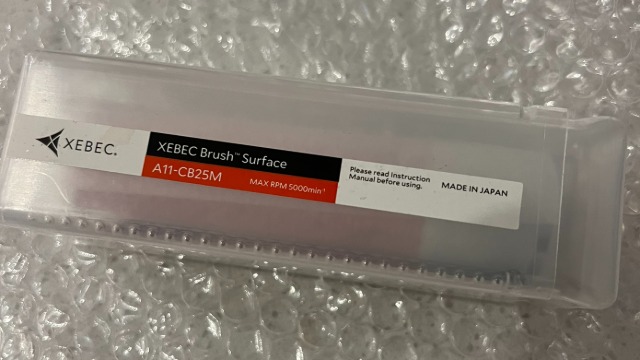 XEBEC®
XEBEC Brush™ Surface
A11-CB25M MAX RPM 5000min⁻¹
Please read Instruction
Manual before using.
MADE IN JAPAN